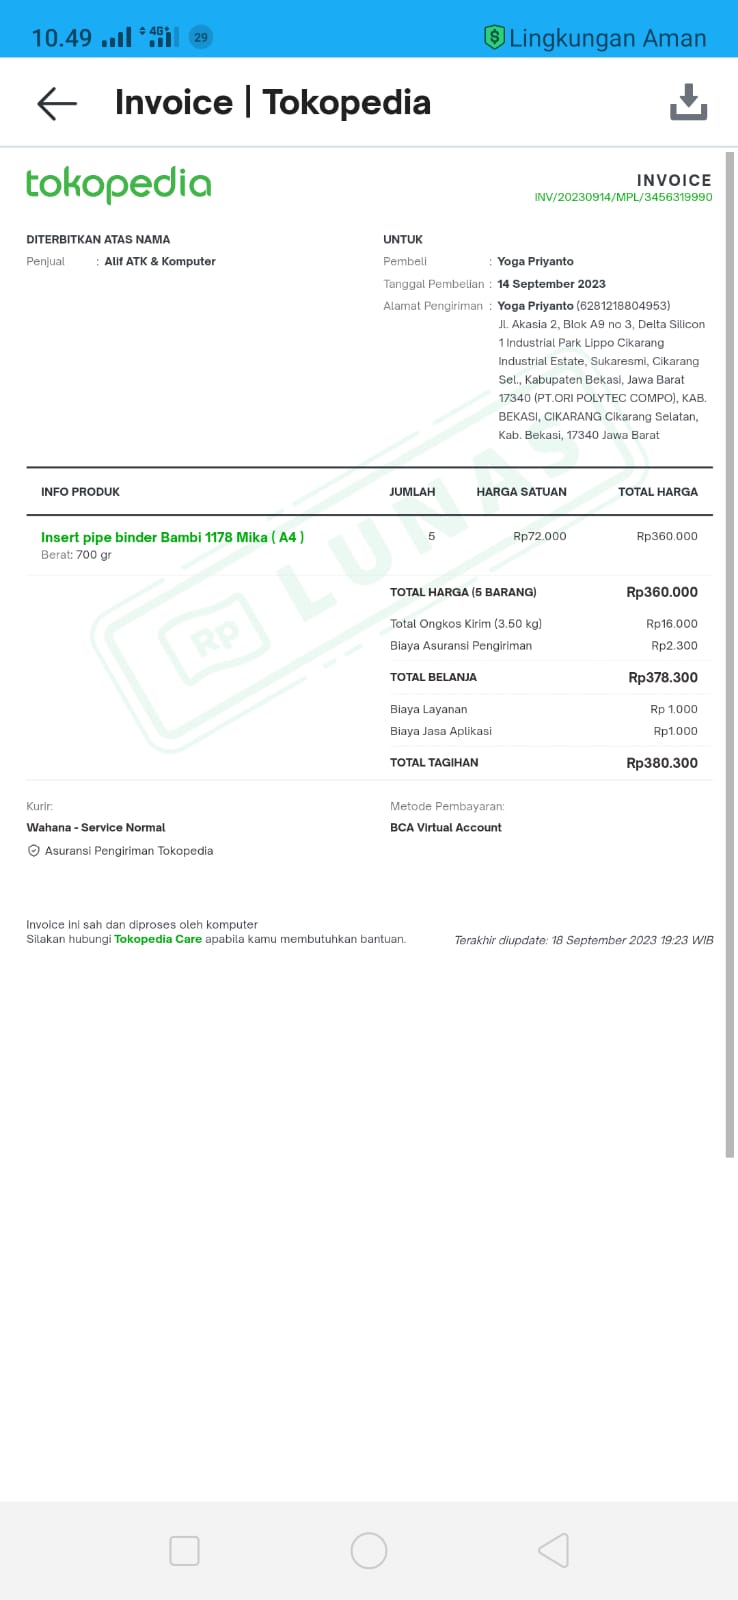 10.49 4G+ 29 Lingkungan Aman
Invoice | Tokopedia
tokopedia
INVOICE
INV/20230914/MPL/3456319990
DITERBITKAN ATAS NAMA
Penjual : Alif ATK & Komputer
UNTUK
Pembeli : Yoga Priyanto
Tanggal Pembelian : 14 September 2023
Alamat Pengiriman : Yoga Priyanto (6281218804953)
Jl. Akasia 2, Blok A9 no 3, Delta Silicon
1 Industrial Park Lippo Cikarang
Industrial Estate, Sukaresmi, Cikarang
Sel., Kabupaten Bekasi, Jawa Barat
17340 (PT.ORI POLYTEC COMPO), KAB.
BEKASI, CIKARANG Cikarang Selatan,
Kab. Bekasi, 17340 Jawa Barat
INFO PRODUK JUMLAH HARGA SATUAN TOTAL HARGA
Insert pipe binder Bambi 1178 Mika ( A4 ) 5 Rp72.000 Rp360.000
Berat: 700 gr
Rp LUNAS
TOTAL HARGA (5 BARANG) Rp360.000
Total Ongkos Kirim (3.50 kg) Rp16.000
Biaya Asuransi Pengiriman Rp2.300
TOTAL BELANJA Rp378.300
Biaya Layanan Rp 1.000
Biaya Jasa Aplikasi Rp1.000
TOTAL TAGIHAN Rp380.300
Kurir:
Wahana - Service Normal
Asuransi Pengiriman Tokopedia
Metode Pembayaran:
BCA Virtual Account
Invoice ini sah dan diproses oleh komputer
Silakan hubungi Tokopedia Care apabila kamu membutuhkan bantuan.
Terakhir diupdate: 18 September 2023 19:23 WIB